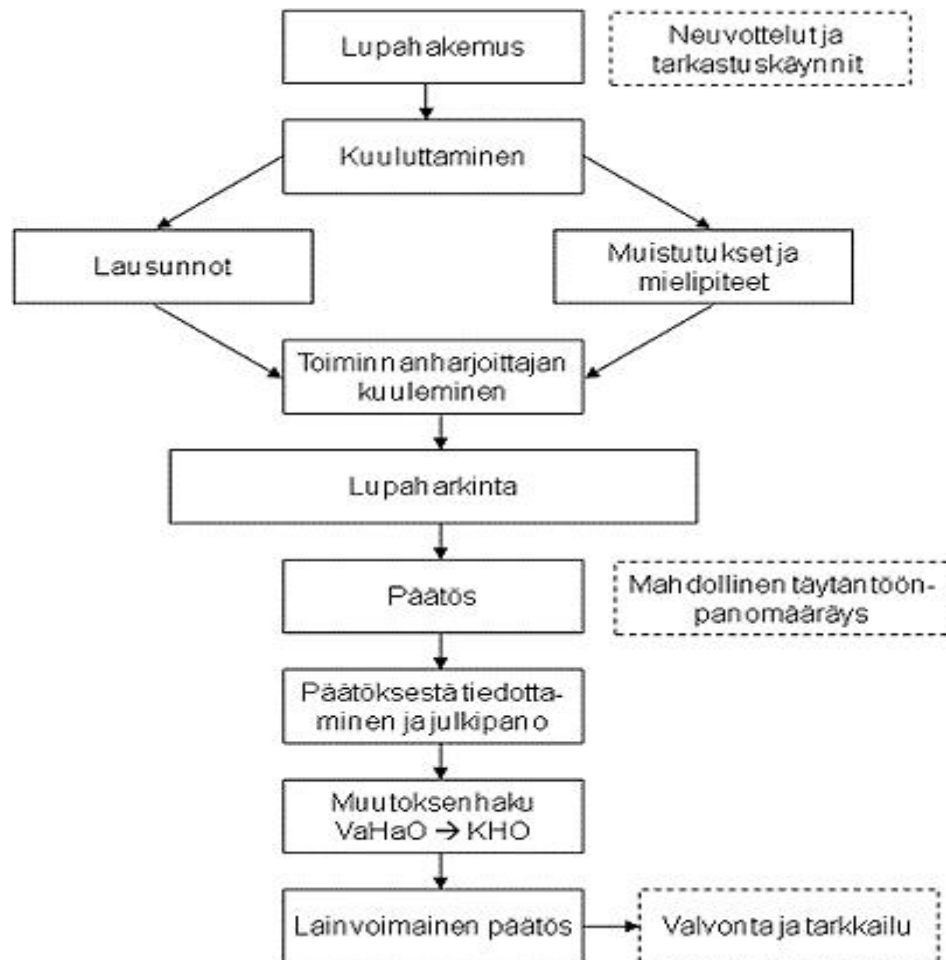 Lupahakemus
Neuvottelut ja
tarkastuskäynnit
Kuuluttaminen
Lausunnot
Muistutukset ja
mielipiteet
Toiminnanharjoittajan
kuuleminen
Lupaharkinta
Päätös
Mahdollinen täytäntöön-
panomääräys
Päätöksestä tiedotta-
minen ja julkipano
Muutoksenhaku
VaHaO → KHO
Lainvoimainen päätös
Valvonta ja tarkkailu